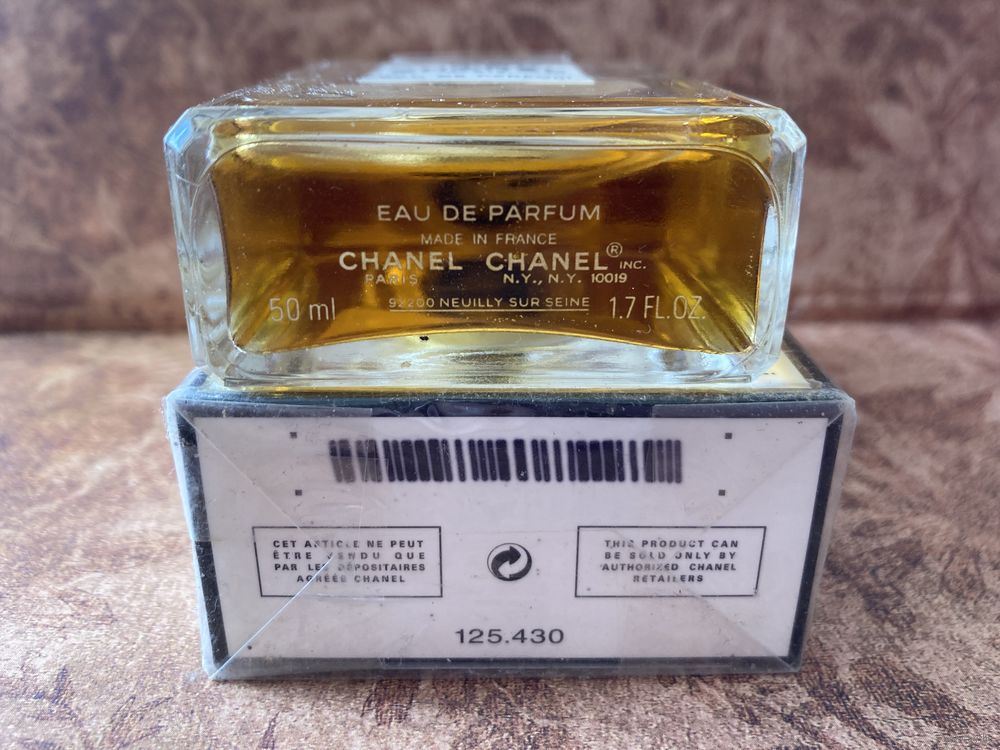 EAU DE PARFUM
MADE IN FRANCE
CHANEL CHANEL® INC.
PARIS N.Y., N.Y. 10019
50 ml 92200 NEUILLY SUR SEINE 1.7 FL.OZ.
CET ARTICLE NE PEUT
ÊTRE VENDU QUE
PAR LES DÉPOSITAIRES
AGRÉÉS CHANEL
THIS PRODUCT CAN
BE SOLD ONLY BY
AUTHORIZED CHANEL
RETAILERS
125.430